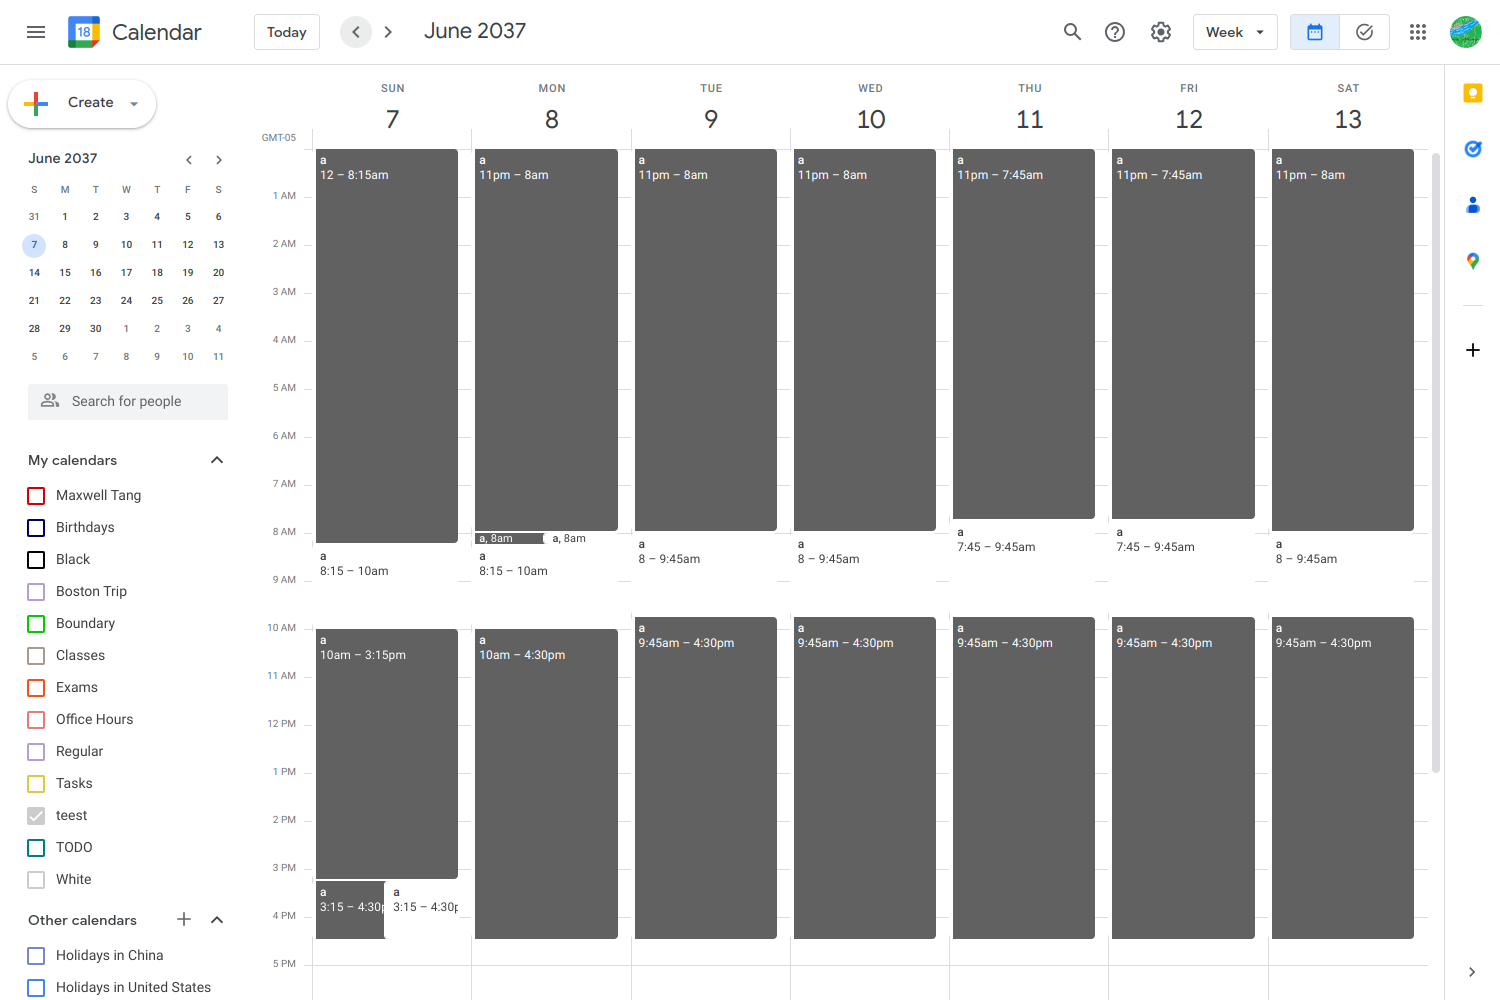 18 Calendar
Today
June 2037
Week
Create
June 2037
S M T W T F S
31 1 2 3 4 5 6
7 8 9 10 11 12 13
14 15 16 17 18 19 20
21 22 23 24 25 26 27
28 29 30 1 2 3 4
5 6 7 8 9 10 11
Search for people
My calendars
Maxwell Tang
Birthdays
Black
Boston Trip
Boundary
Classes
Exams
Office Hours
Regular
Tasks
teest
TODO
White
Other calendars
Holidays in China
Holidays in United States
SUN MON TUE WED THU FRI SAT
7 8 9 10 11 12 13
GMT-05
1 AM
2 AM
3 AM
4 AM
5 AM
6 AM
7 AM
8 AM
9 AM
10 AM
11 AM
12 PM
1 PM
2 PM
3 PM
4 PM
5 PM
a
12 – 8:15am
a
8:15 – 10am
a
10am – 3:15pm
a
3:15 – 4:30p
a
3:15 – 4:30p
a
11pm – 8am
a, 8am
a, 8am
a
8:15 – 10am
a
10am – 4:30pm
a
11pm – 8am
a
8 – 9:45am
a
9:45am – 4:30pm
a
11pm – 8am
a
8 – 9:45am
a
9:45am – 4:30pm
a
11pm – 7:45am
a
7:45 – 9:45am
a
9:45am – 4:30pm
a
11pm – 7:45am
a
7:45 – 9:45am
a
9:45am – 4:30pm
a
11pm – 8am
a
8 – 9:45am
a
9:45am – 4:30pm